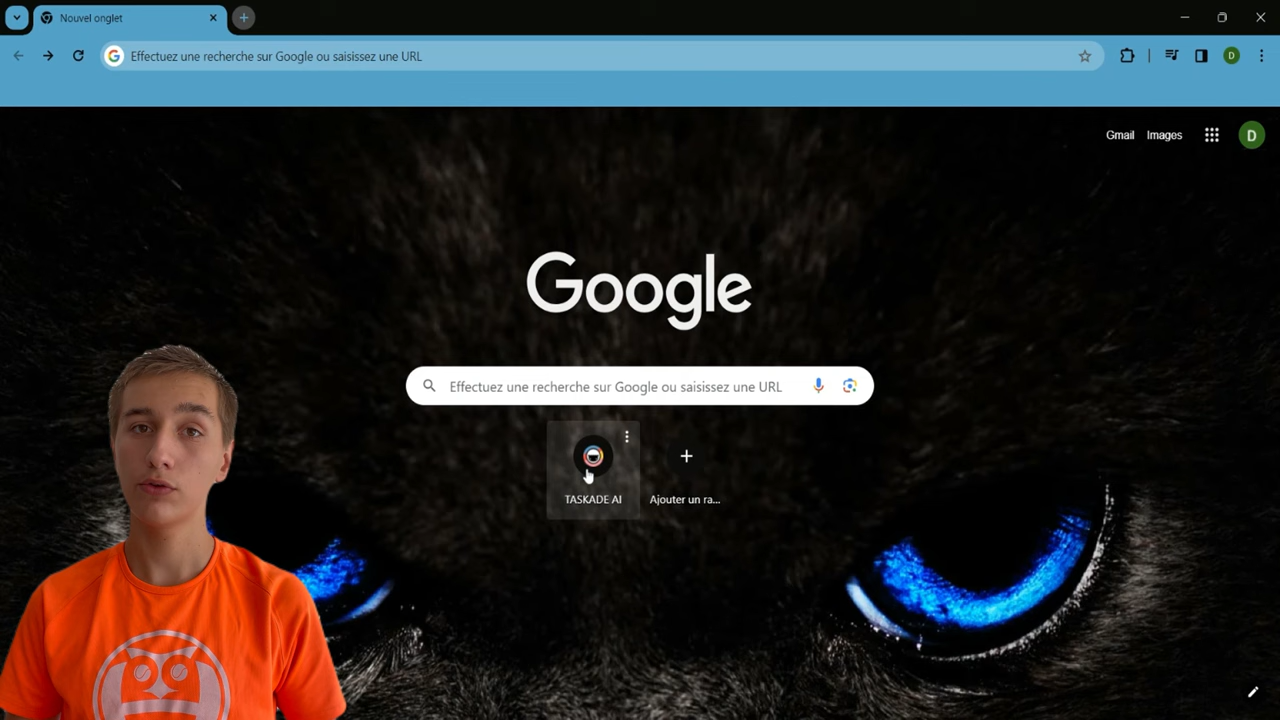 Nouvel onglet
Effectuez une recherche sur Google ou saisissez une URL
D
Gmail
Images
D
Google
Effectuez une recherche sur Google ou saisissez une URL
TASKADE AI
Ajouter un ra...